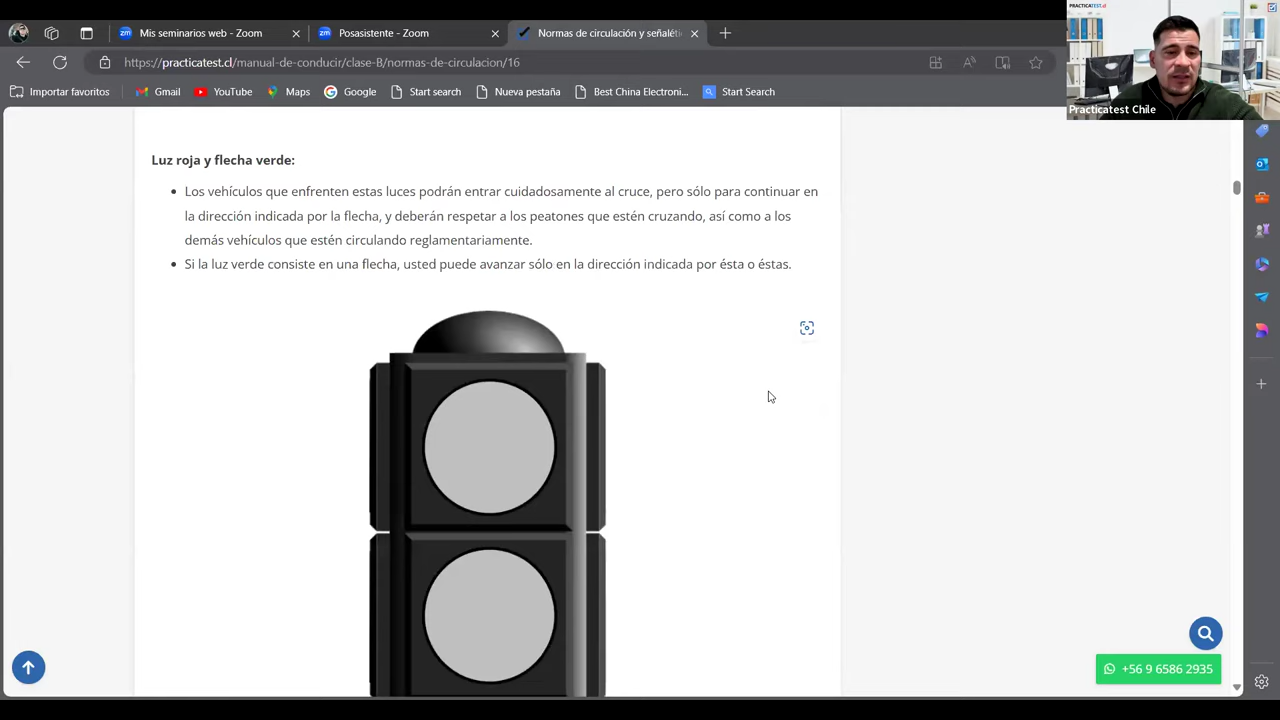 PRACTICATEST.cl
zm Mis seminarios web - Zoom
zm Posasistente - Zoom
Normas de circulación y señaléti
https://practicatest.cl/manual-de-conducir/clase-B/normas-de-circulacion/16
Importar favoritos
Gmail
YouTube
Maps
Google
Start search
Nueva pestaña
Best China Electroni...
Start Search
Practicatest Chile
Luz roja y flecha verde:
Los vehículos que enfrenten estas luces podrán entrar cuidadosamente al cruce, pero sólo para continuar en
la dirección indicada por la flecha, y deberán respetar a los peatones que estén cruzando, así como a los
demás vehículos que estén circulando reglamentariamente.
Si la luz verde consiste en una flecha, usted puede avanzar sólo en la dirección indicada por ésta o éstas.
+56 9 6586 2935